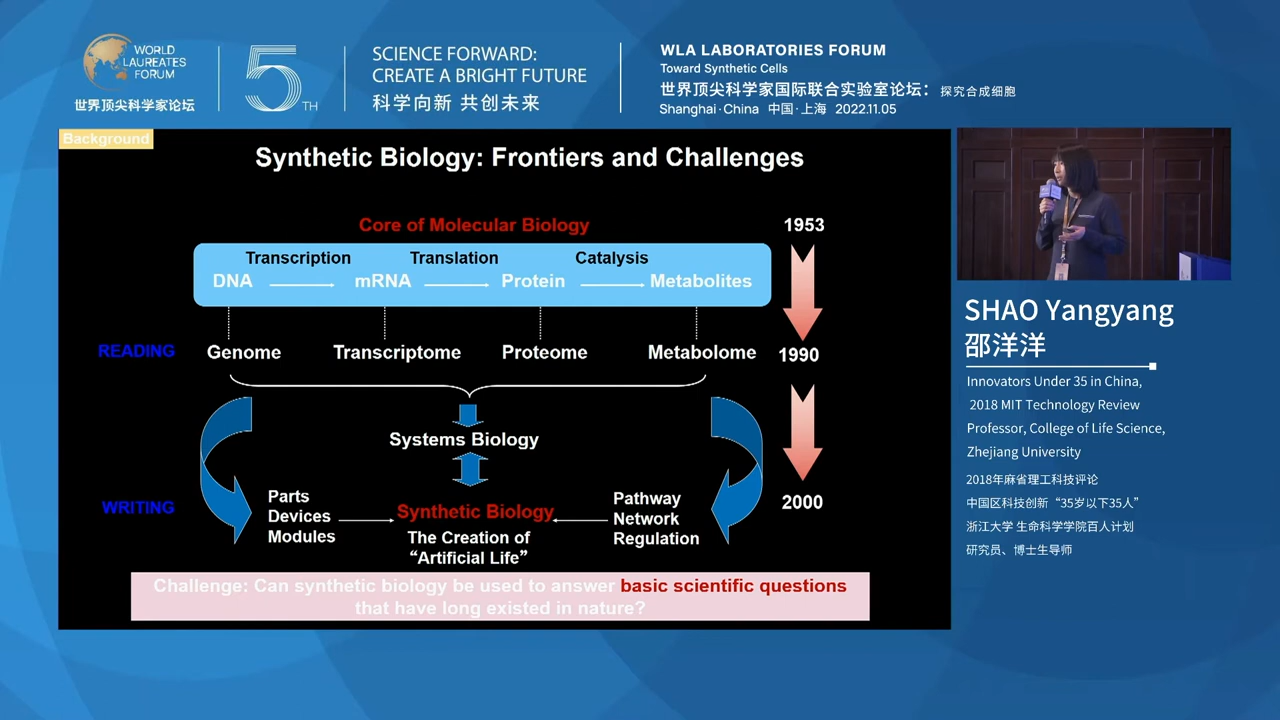 WORLD
LAUREATES
FORUM
世界顶尖科学家论坛
5TH
SCIENCE FORWARD:
CREATE A BRIGHT FUTURE
科学向新 共创未来
WLA LABORATORIES FORUM
Toward Synthetic Cells
世界顶尖科学家国际联合实验室论坛：探究合成细胞
Shanghai·China 中国·上海 2022.11.05
Background
Synthetic Biology: Frontiers and Challenges
Core of Molecular Biology
1953
Transcription Translation Catalysis
DNA mRNA Protein Metabolites
READING
Genome Transcriptome Proteome Metabolome
1990
Systems Biology
WRITING
Parts
Devices
Modules
Synthetic Biology
The Creation of
“Artificial Life”
Pathway
Network
Regulation
2000
Challenge: Can synthetic biology be used to answer basic scientific questions
that have long existed in nature?
SHAO Yangyang
邵洋洋
Innovators Under 35 in China,
2018 MIT Technology Review
Professor, College of Life Science,
Zhejiang University
2018年麻省理工科技评论
中国区科技创新“35岁以下35人”
浙江大学 生命科学学院百人计划
研究员、博士生导师